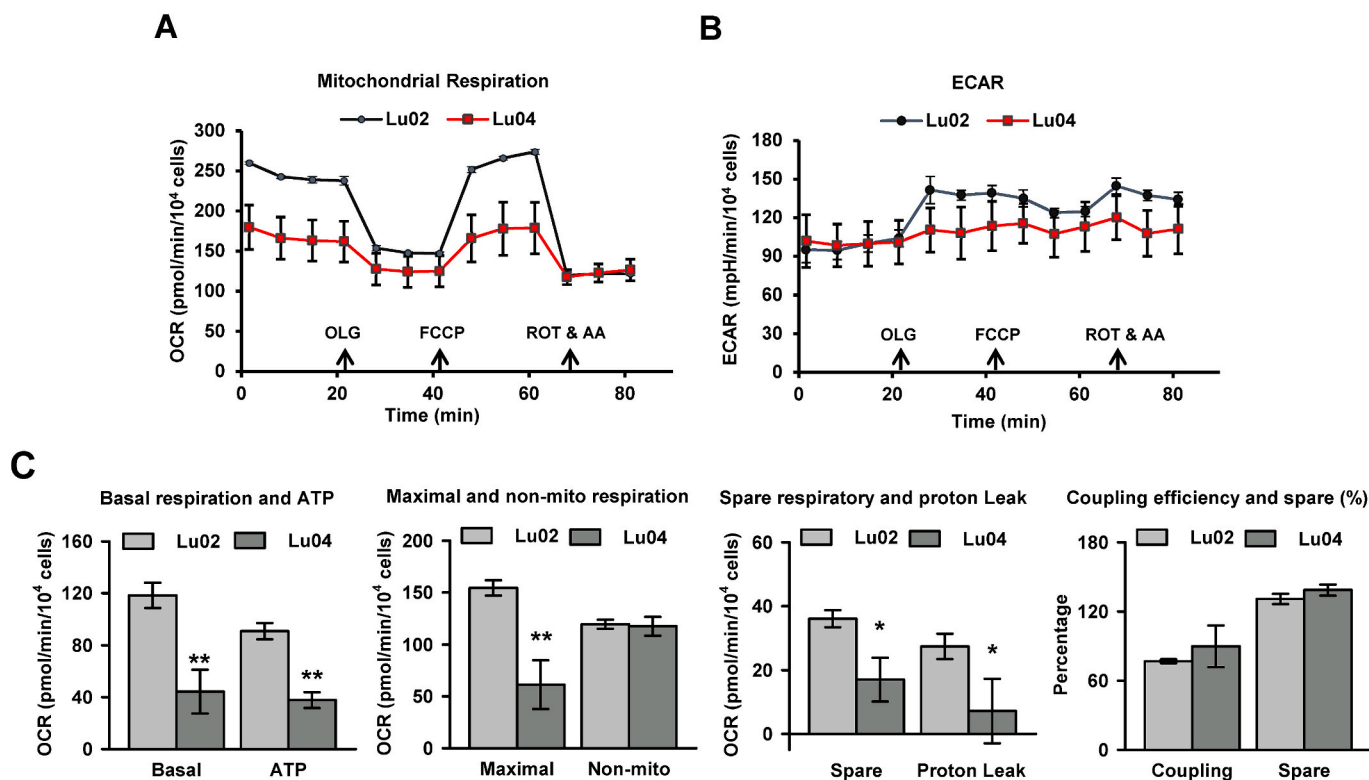 A
Mitochondrial Respiration
Lu02 Lu04
OCR (pmol/min/10⁴ cells)
300
250
200
150
100
50
0
OLG FCCP ROT & AA
0 20 40 60 80
Time (min)
B
ECAR
Lu02 Lu04
ECAR (mpH/min/10⁴ cells)
180
150
120
90
60
30
0
OLG FCCP ROT & AA
0 20 40 60 80
Time (min)
C
Basal respiration and ATP
Lu02 Lu04
OCR (pmol/min/10⁴ cells)
160
120
80
40
0
** **
Basal ATP
Maximal and non-mito respiration
Lu02 Lu04
OCR (pmol/min/10⁴ cells)
200
150
100
50
0
**
Maximal Non-mito
Spare respiratory and proton Leak
Lu02 Lu04
OCR (pmol/min/10⁴ cells)
60
40
20
0
* *
Spare Proton Leak
Coupling efficiency and spare (%)
Lu02 Lu04
Percentage
180
120
60
0
Coupling Spare